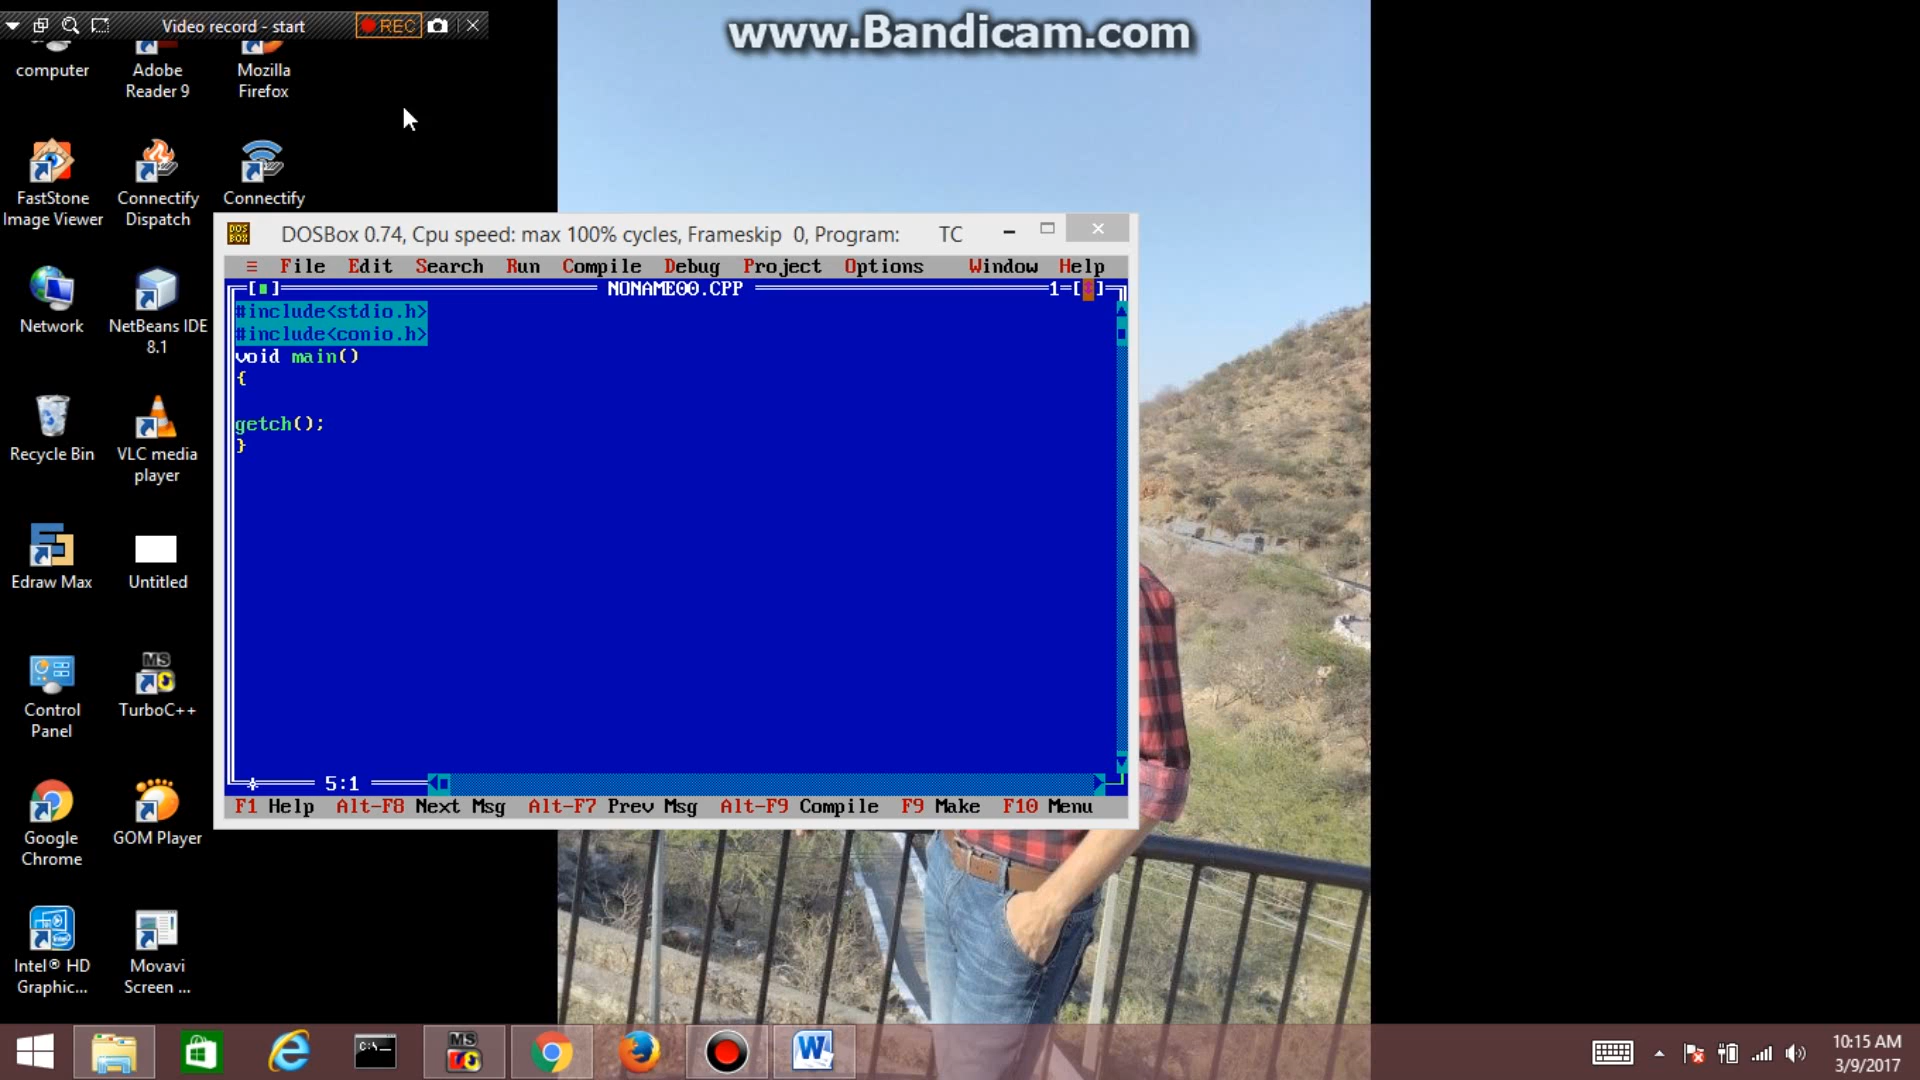 Video record - start
REC
www.Bandicam.com
computer
Adobe
Reader 9
Mozilla
Firefox
FastStone
Image Viewer
Connectify
Dispatch
Connectify
Network
NetBeans IDE
8.1
Recycle Bin
VLC media
player
Edraw Max
Untitled
Control
Panel
MS
TurboC++
Google
Chrome
GOM Player
Intel® HD
Graphic...
Movavi
Screen ...
DOS
BOX
DOSBox 0.74, Cpu speed: max 100% cycles, Frameskip 0, Program: TC
≡ File Edit Search Run Compile Debug Project Options Window Help
[■] NONAME00.CPP 1=[↕]
#include<stdio.h>
#include<conio.h>
void main()
{
getch();
}
5:1
F1 Help Alt-F8 Next Msg Alt-F7 Prev Msg Alt-F9 Compile F9 Make F10 Menu
C:\
MS
W
10:15 AM
3/9/2017